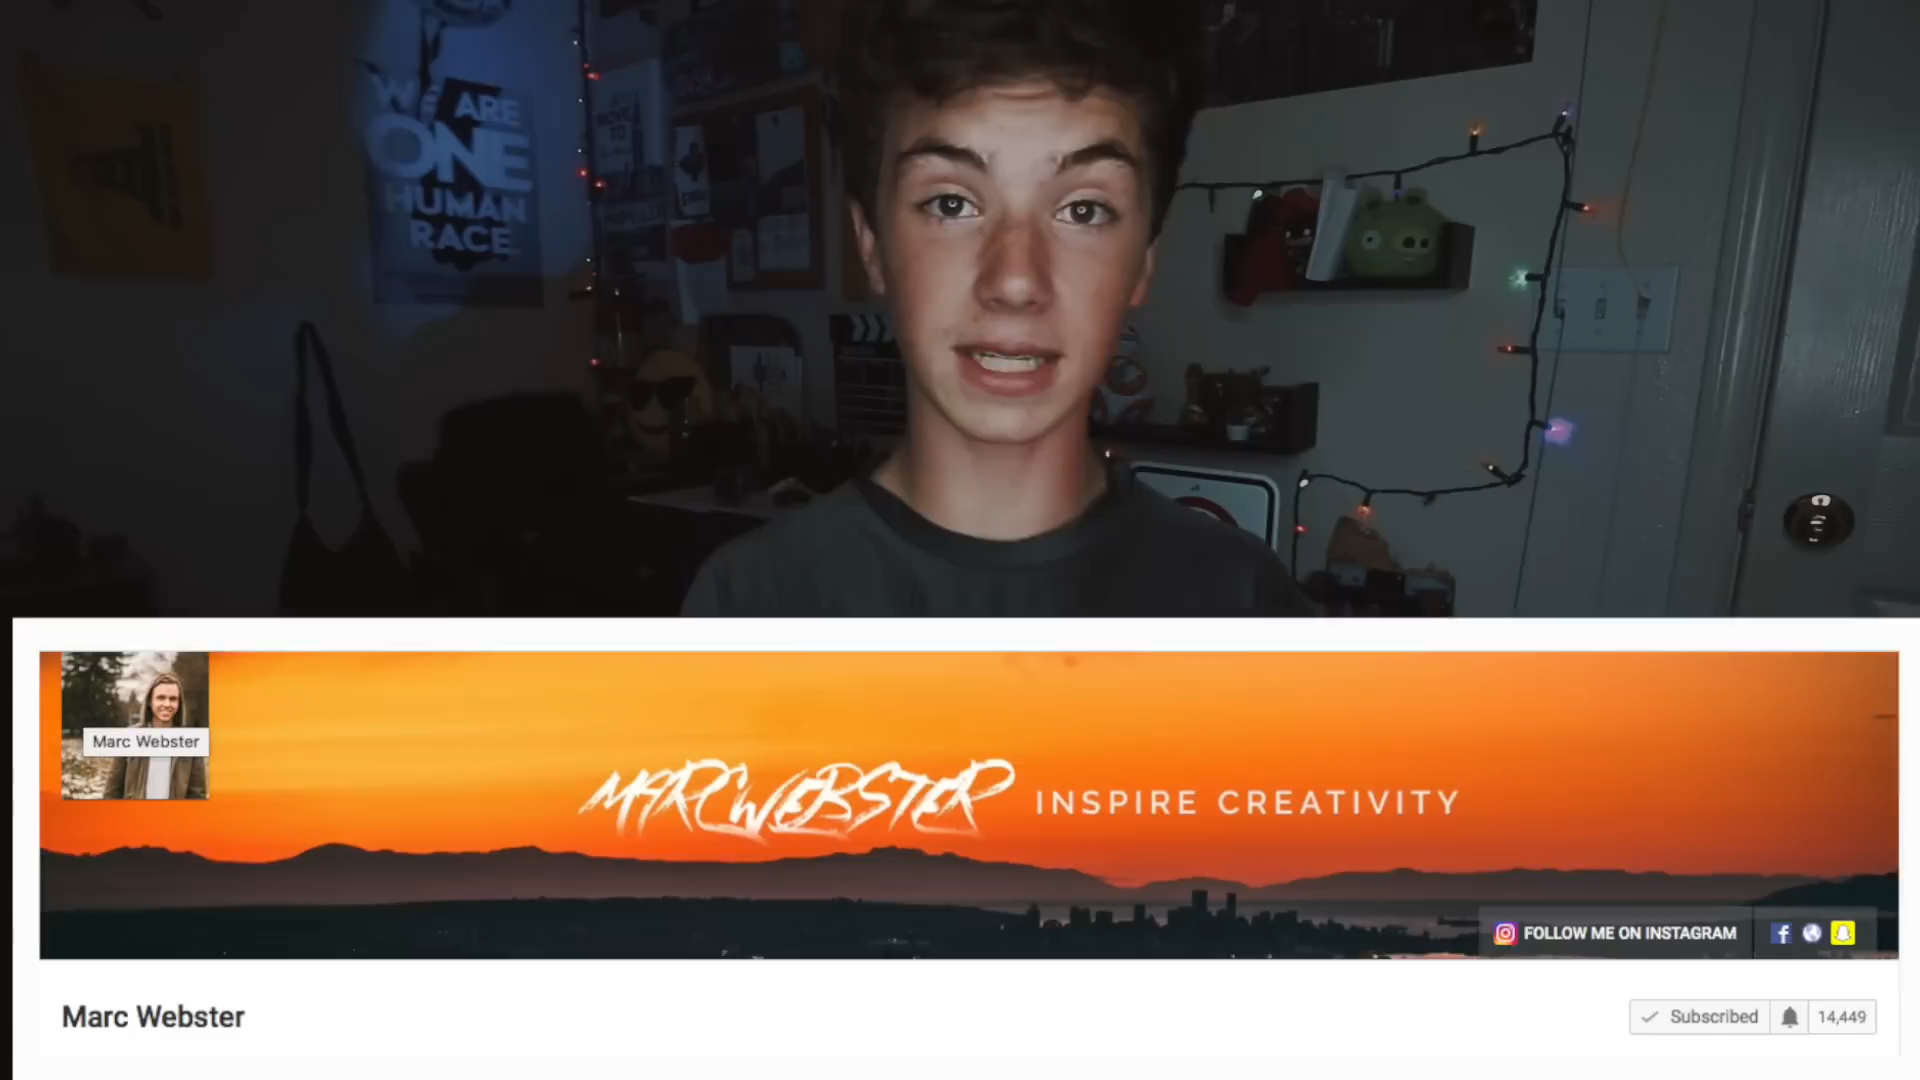 WE ARE
ONE
HUMAN
RACE.
Marc Webster
MARCWEBSTER INSPIRE CREATIVITY
FOLLOW ME ON INSTAGRAM
Marc Webster
Subscribed 14,449